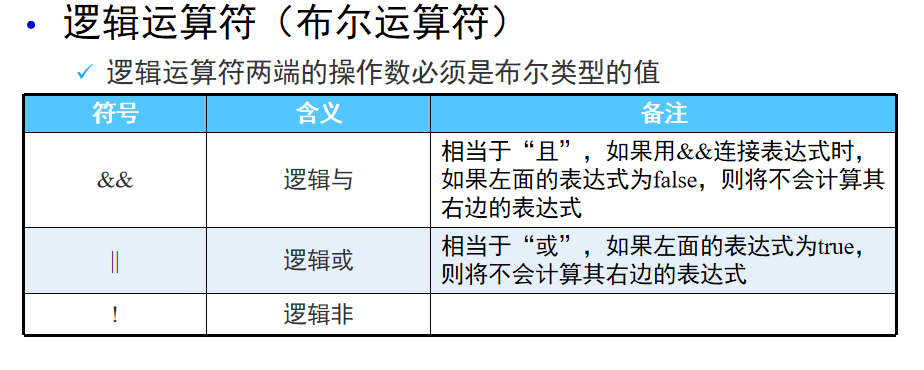 • 逻辑运算符（布尔运算符）
✓ 逻辑运算符两端的操作数必须是布尔类型的值
符号 含义 备注
&& 逻辑与 相当于“且”，如果用&&连接表达式时，
如果左面的表达式为false，则将不会计算其
右边的表达式
|| 逻辑或 相当于“或”，如果左面的表达式为true，
则将不会计算其右边的表达式
! 逻辑非